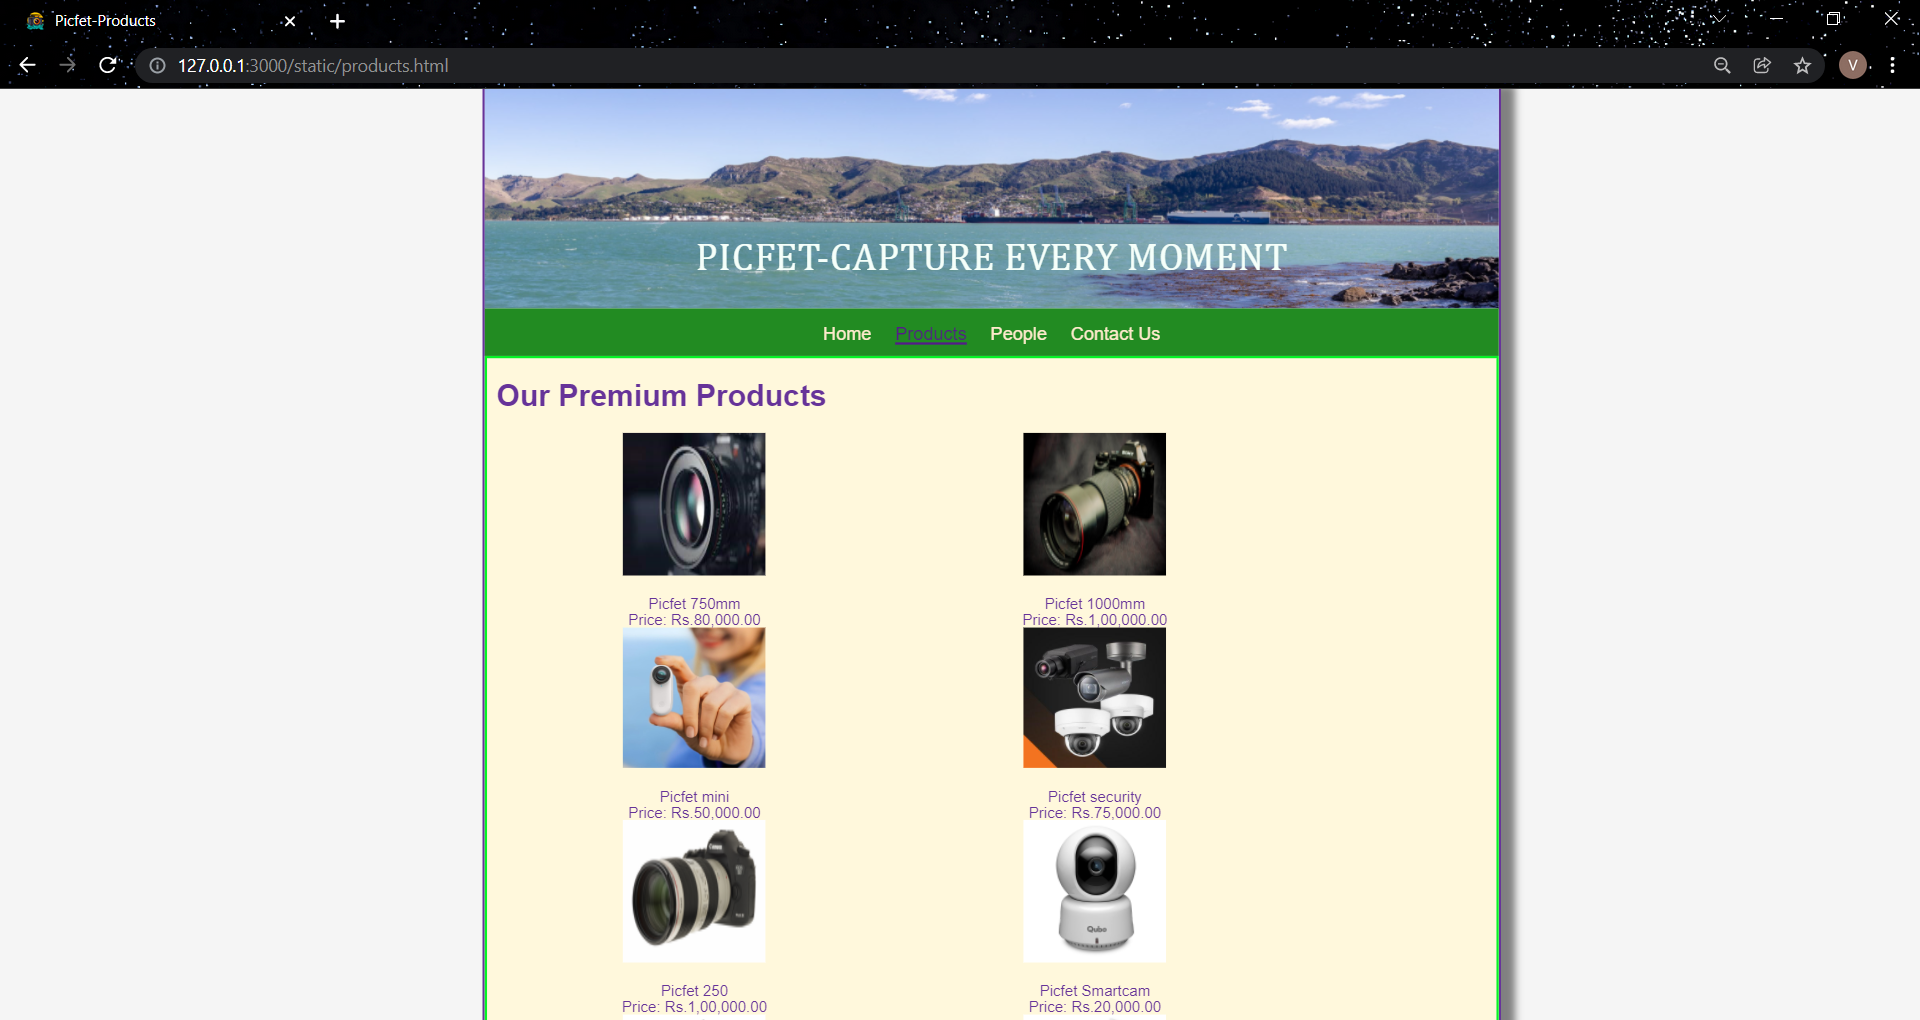 Picfet-Products
127.0.0.1:3000/static/products.html
V
PICFET-CAPTURE EVERY MOMENT
Home Products People Contact Us
Our Premium Products
Picfet 750mm
Price: Rs.80,000.00
Picfet 1000mm
Price: Rs.1,00,000.00
Picfet mini
Price: Rs.50,000.00
Picfet security
Price: Rs.75,000.00
Qubo
Picfet 250
Price: Rs.1,00,000.00
Picfet Smartcam
Price: Rs.20,000.00